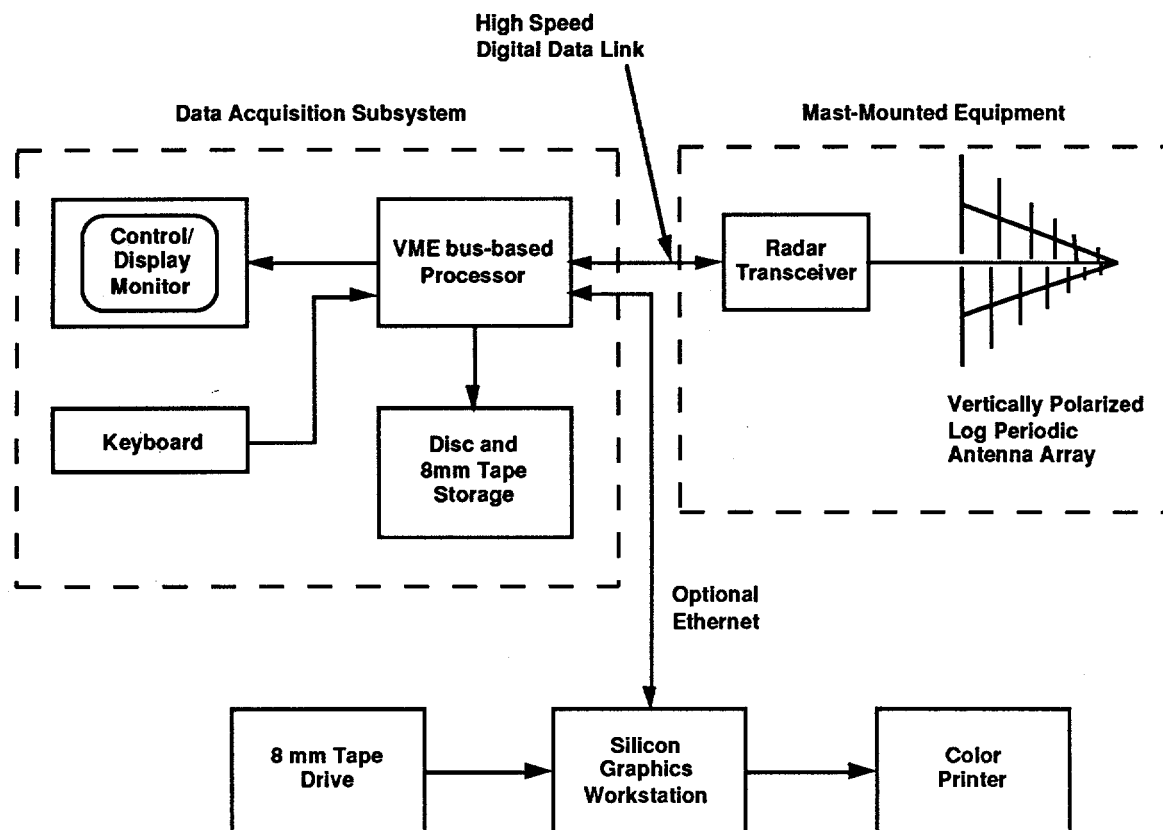 High Speed
Digital Data Link
Data Acquisition Subsystem
Mast-Mounted Equipment
Control/
Display
Monitor
VME bus-based
Processor
Radar
Transceiver
Keyboard
Disc and
8mm Tape
Storage
Vertically Polarized
Log Periodic
Antenna Array
Optional
Ethernet
8 mm Tape
Drive
Silicon
Graphics
Workstation
Color
Printer